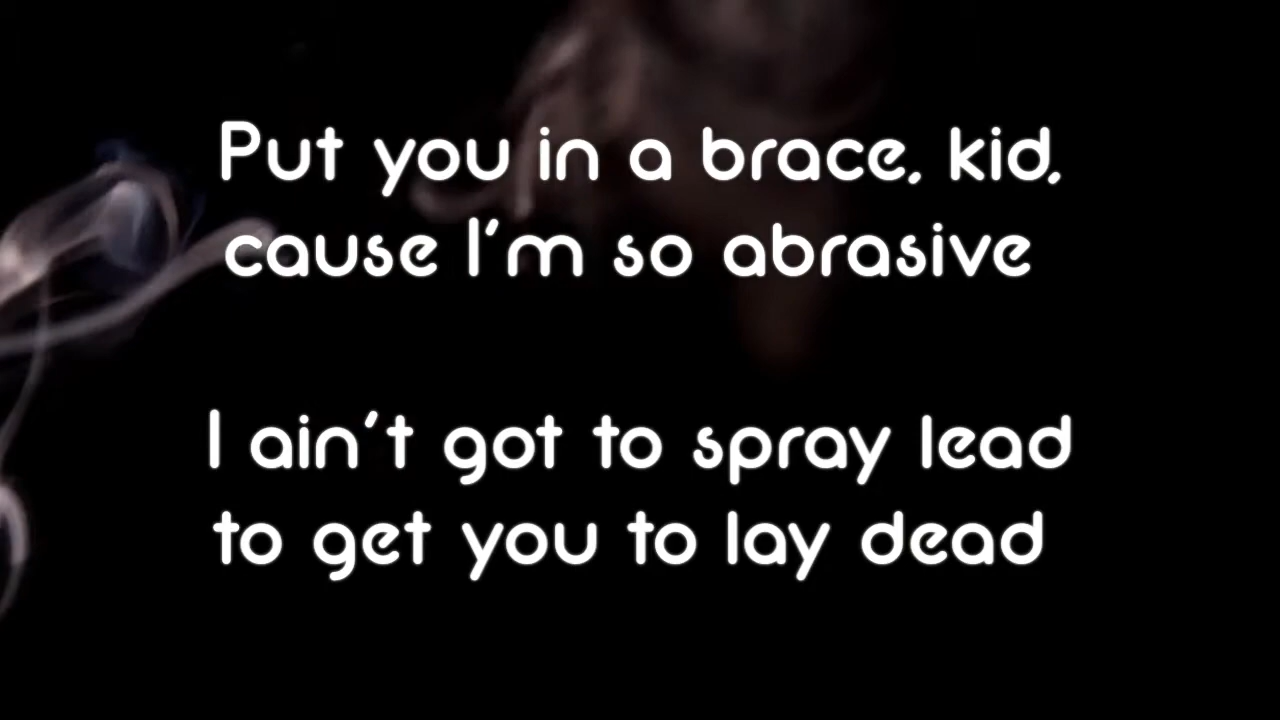 Put you in a brace, kid,
cause I'm so abrasive
I ain't got to spray lead
to get you to lay dead